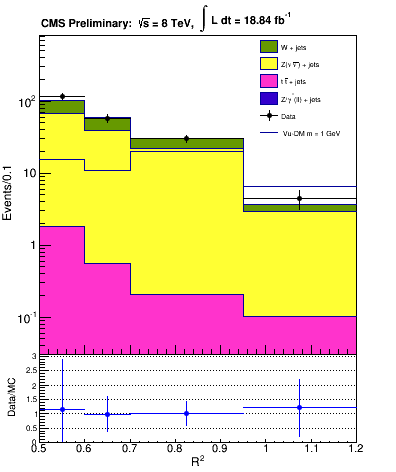 CMS Preliminary: √s = 8 TeV, ∫ L dt = 18.84 fb⁻¹
W + jets
Z(ν ν̅) + jets
t t̅ + jets
Z/γ*(ll) + jets
Data
Vu-DM m = 1 GeV
Events/0.1
10²
10
1
10⁻¹
Data/MC
3
2.5
2
1.5
1
0.5
0
0.5 0.6 0.7 0.8 0.9 1 1.1 1.2
R²